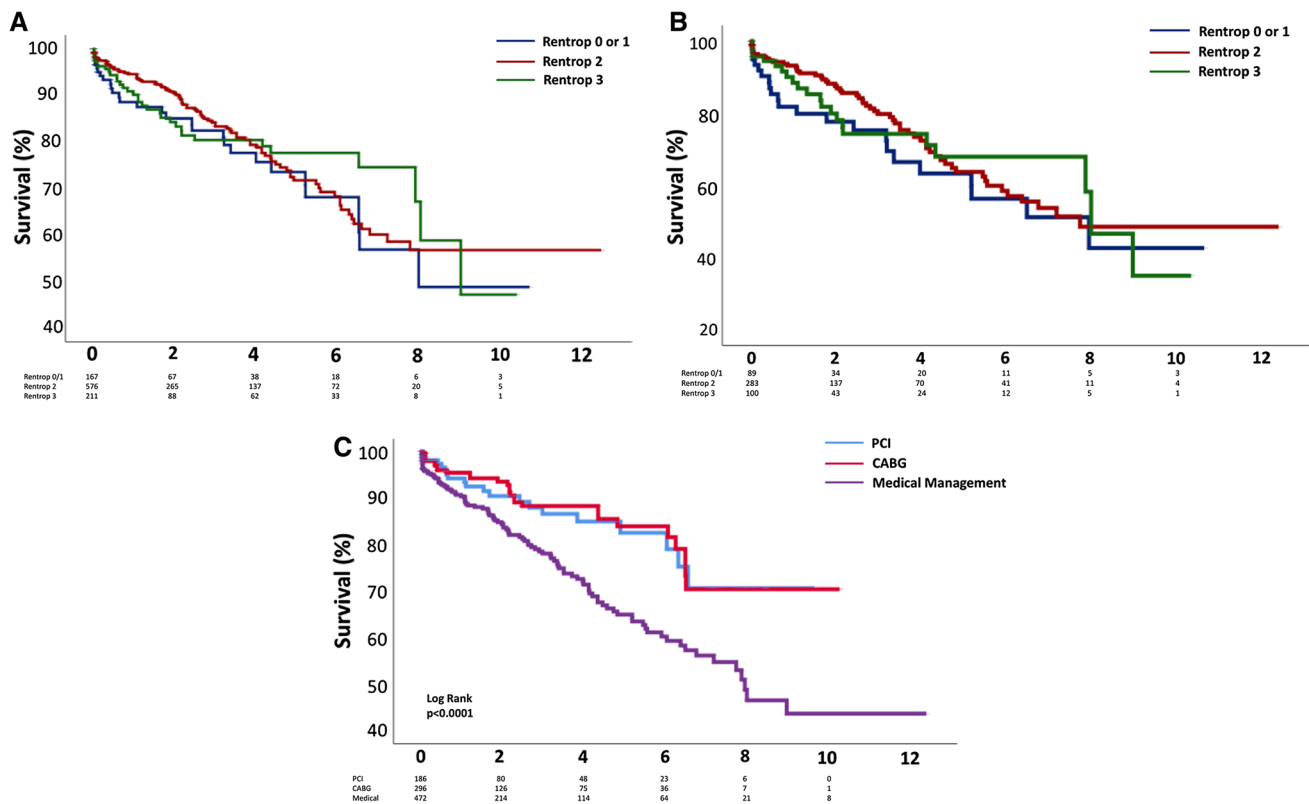 A
Rentrop 0 or 1
Rentrop 2
Rentrop 3
Survival (%)
100
90
80
70
60
50
40
0 2 4 6 8 10 12
Rentrop 0/1 167 67 38 18 6 3
Rentrop 2 576 265 137 72 20 5
Rentrop 3 211 88 62 33 8 1
B
Rentrop 0 or 1
Rentrop 2
Rentrop 3
Survival (%)
100
80
60
40
20
0 2 4 6 8 10 12
Rentrop 0/1 89 34 20 11 5 3
Rentrop 2 283 137 70 41 11 4
Rentrop 3 100 43 24 12 5 1
C
PCI
CABG
Medical Management
Survival (%)
100
90
80
70
60
50
40
Log Rank
p<0.0001
0 2 4 6 8 10 12
PCI 186 80 48 23 6 0
CABG 296 126 75 36 7 1
Medical 472 214 114 64 21 8